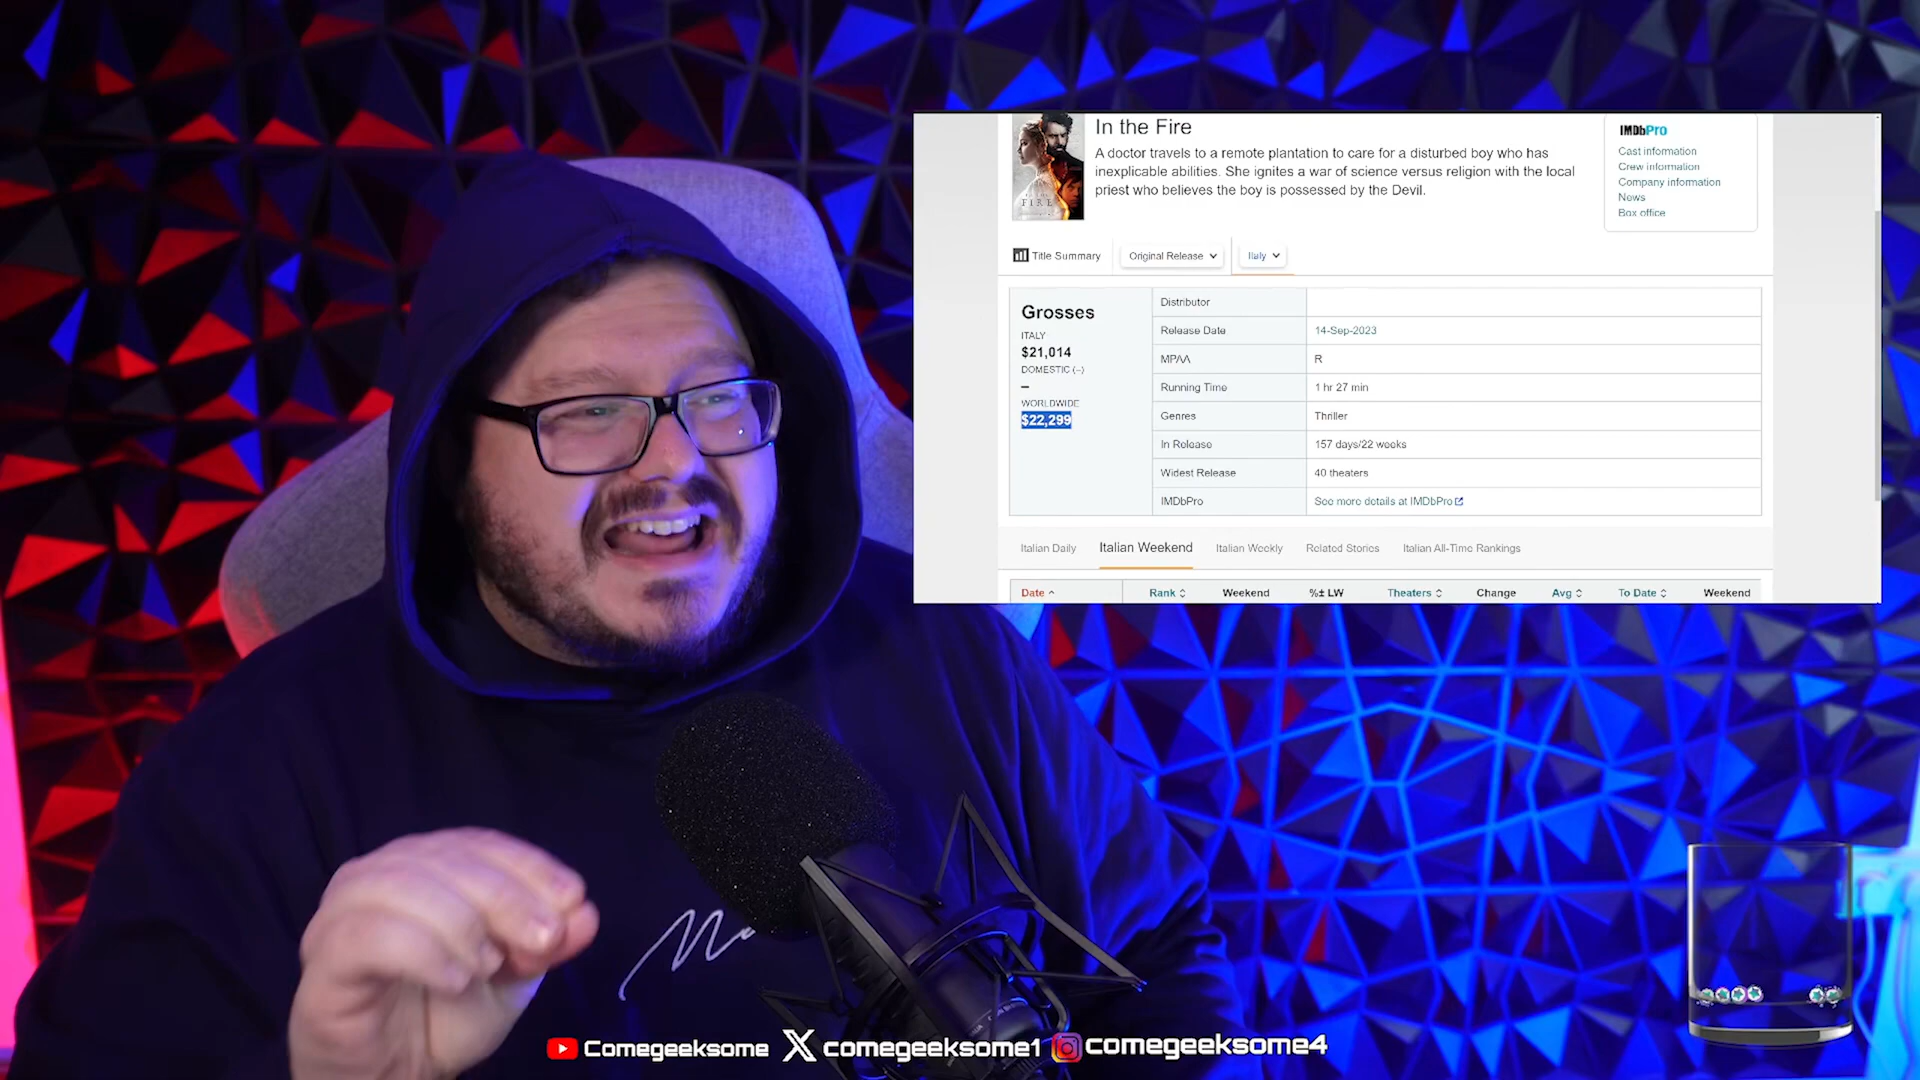 In the Fire
A doctor travels to a remote plantation to care for a disturbed boy who has
inexplicable abilities. She ignites a war of science versus religion with the local
priest who believes the boy is possessed by the Devil.
FIRE
IMDbPro
Cast information
Crew information
Company information
News
Box office
Title Summary
Original Release
Italy
Grosses
ITALY
$21,014
DOMESTIC (–)
–
WORLDWIDE
$22,299
Distributor
Release Date 14-Sep-2023
MPAA R
Running Time 1 hr 27 min
Genres Thriller
In Release 157 days/22 weeks
Widest Release 40 theaters
IMDbPro See more details at IMDbPro
Italian Daily Italian Weekend Italian Weekly Related Stories Italian All-Time Rankings
Date Rank Weekend %± LW Theaters Change Avg To Date Weekend
Comegeeksome comegeeksome1 comegeeksome4